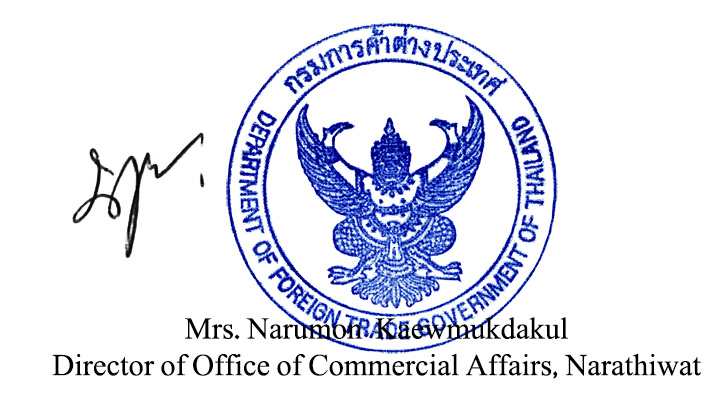 กรมการค้าต่างประเทศ
DEPARTMENT OF FOREIGN TRADE GOVERNMENT OF THAILAND
Mrs. Narumon Kaewmukdakul
Director of Office of Commercial Affairs, Narathiwat